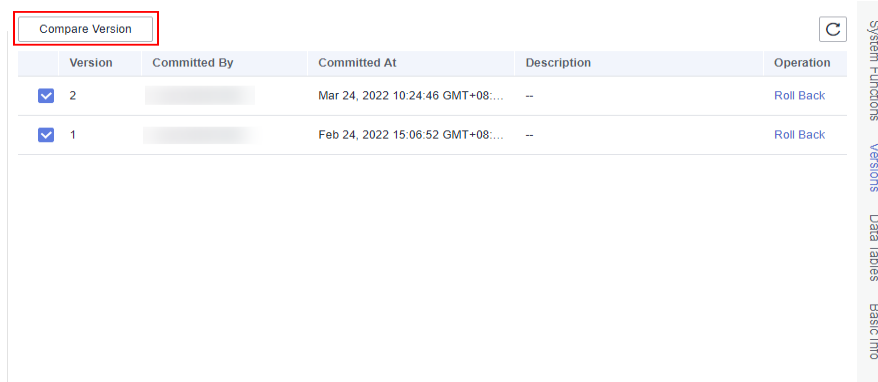 Compare Version
Version Committed By Committed At Description Operation
2 Mar 24, 2022 10:24:46 GMT+08:... -- Roll Back
1 Feb 24, 2022 15:06:52 GMT+08:... -- Roll Back
System Functions
Versions
Data Tables
Basic Info